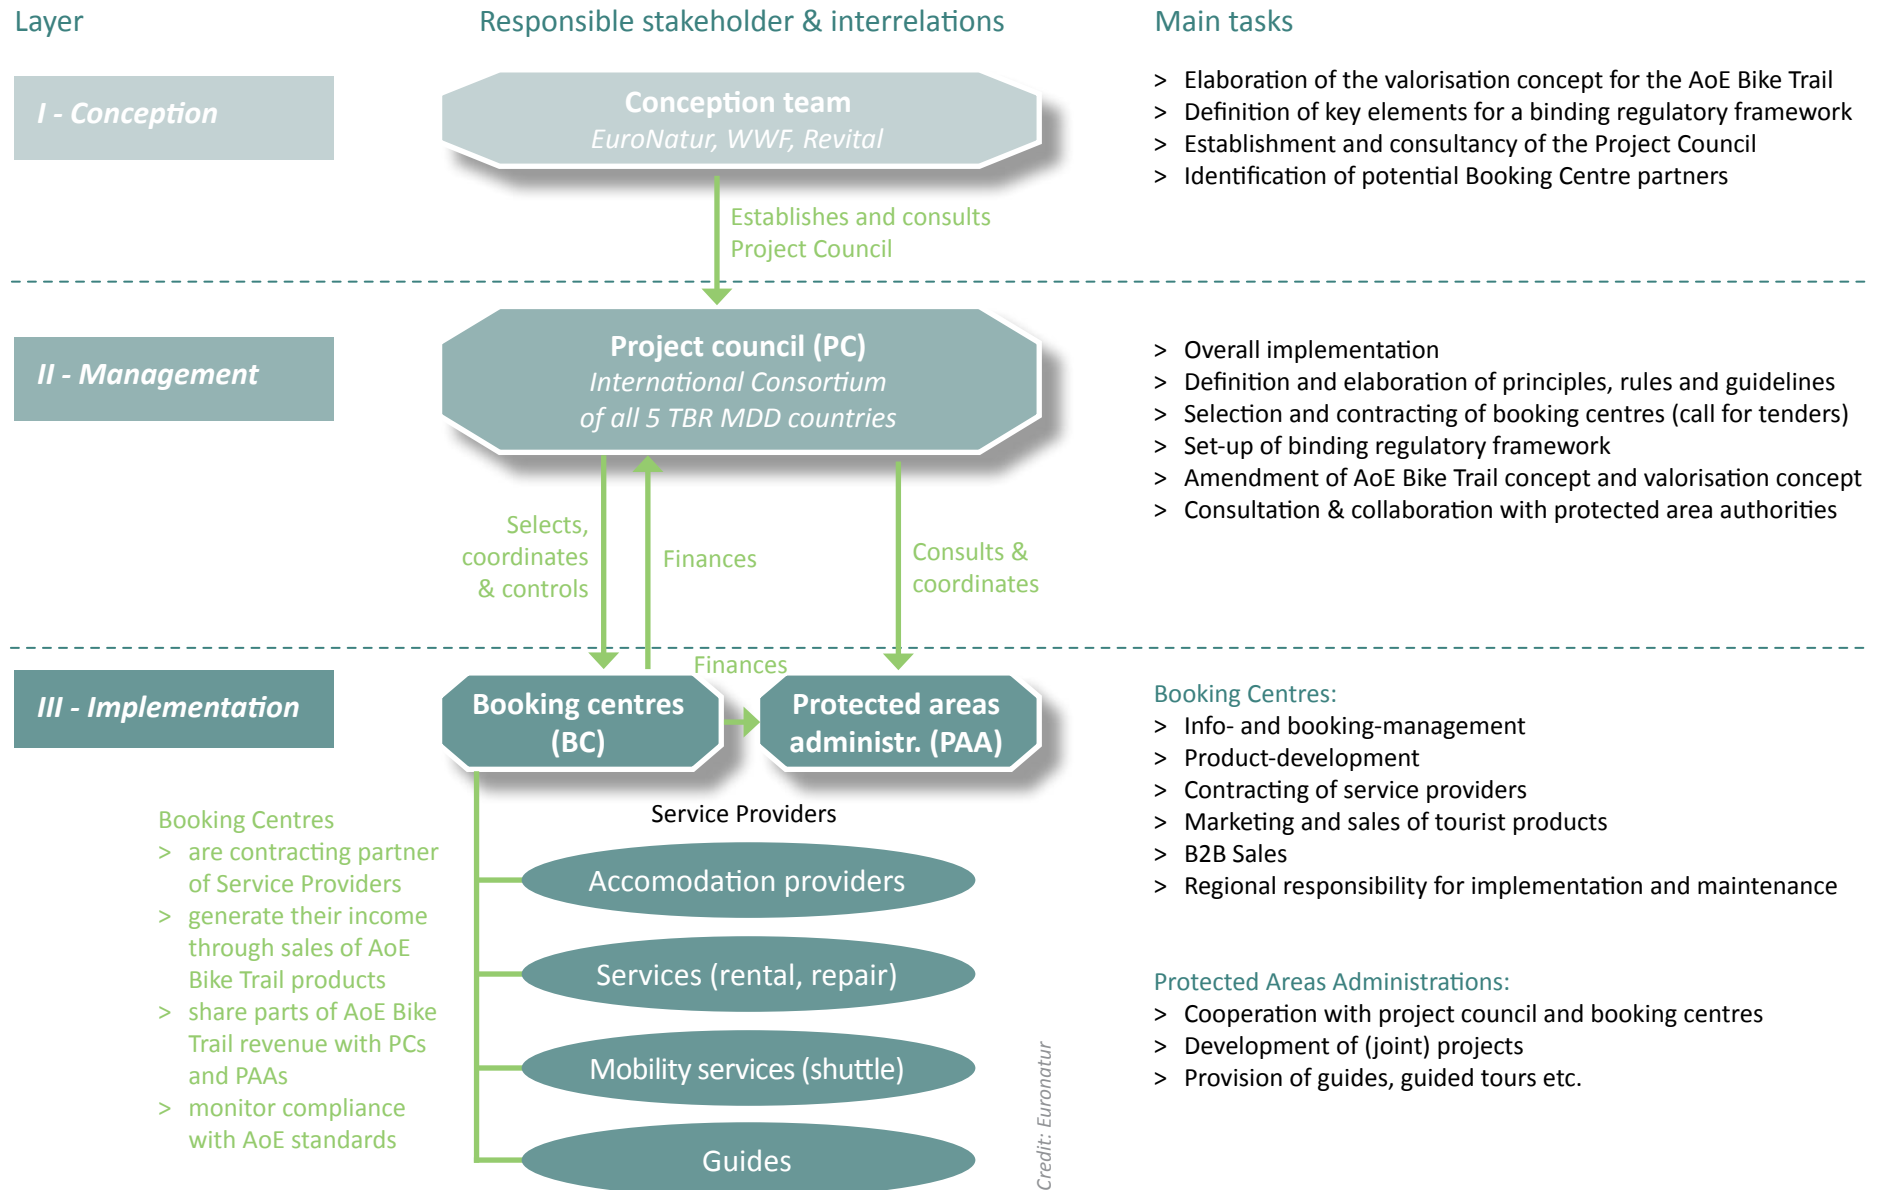 Layer
Responsible stakeholder & interrelations
Main tasks
I - Conception
Conception team
EuroNatur, WWF, Revital
> Elaboration of the valorisation concept for the AoE Bike Trail
> Definition of key elements for a binding regulatory framework
> Establishment and consultancy of the Project Council
> Identification of potential Booking Centre partners
Establishes and consults
Project Council
II - Management
Project council (PC)
International Consortium
of all 5 TBR MDD countries
> Overall implementation
> Definition and elaboration of principles, rules and guidelines
> Selection and contracting of booking centres (call for tenders)
> Set-up of binding regulatory framework
> Amendment of AoE Bike Trail concept and valorisation concept
> Consultation & collaboration with protected area authorities
Selects,
coordinates
& controls
Finances
Consults &
coordinates
Finances
III - Implementation
Booking centres
(BC)
Protected areas
administr. (PAA)
Booking Centres:
> Info- and booking-management
> Product-development
> Contracting of service providers
> Marketing and sales of tourist products
> B2B Sales
> Regional responsibility for implementation and maintenance
Booking Centres
> are contracting partner
of Service Providers
> generate their income
through sales of AoE
Bike Trail products
> share parts of AoE Bike
Trail revenue with PCs
and PAAs
> monitor compliance
with AoE standards
Service Providers
Accomodation providers
Services (rental, repair)
Mobility services (shuttle)
Guides
Protected Areas Administrations:
> Cooperation with project council and booking centres
> Development of (joint) projects
> Provision of guides, guided tours etc.
Credit: Euronatur